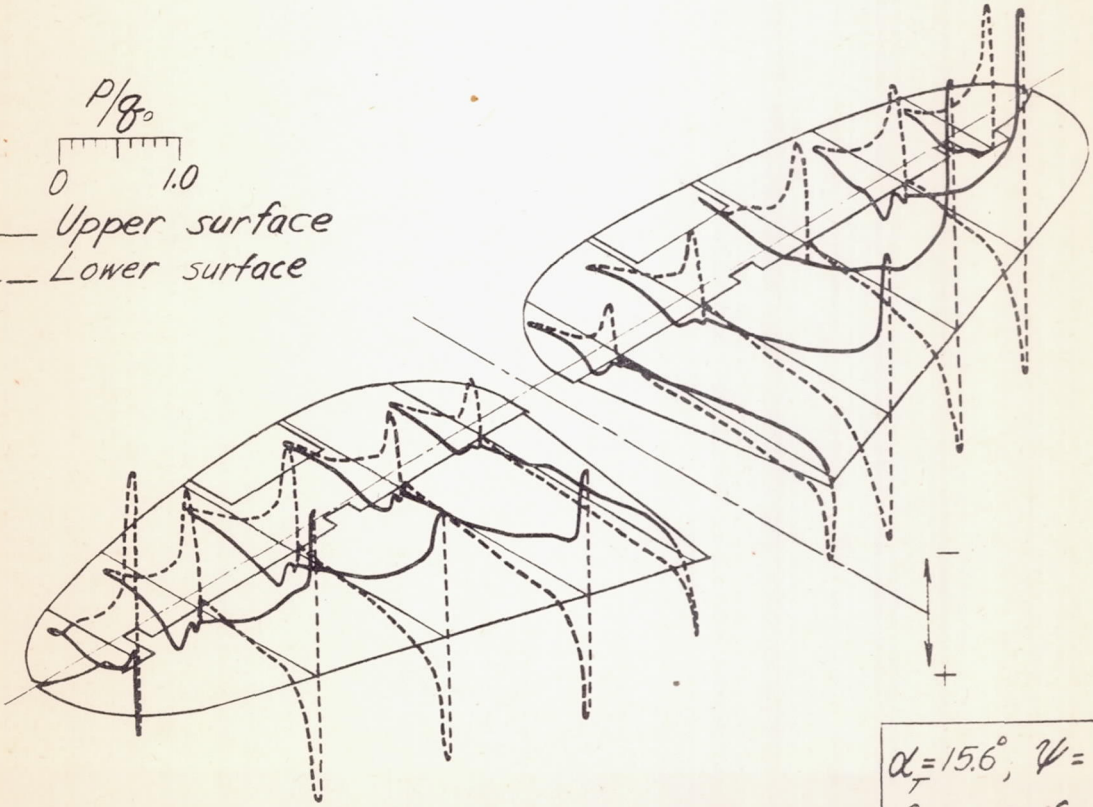 P/q₀
0 1.0
Upper surface
Lower surface
−
+
α_T = 15.6°, ψ =